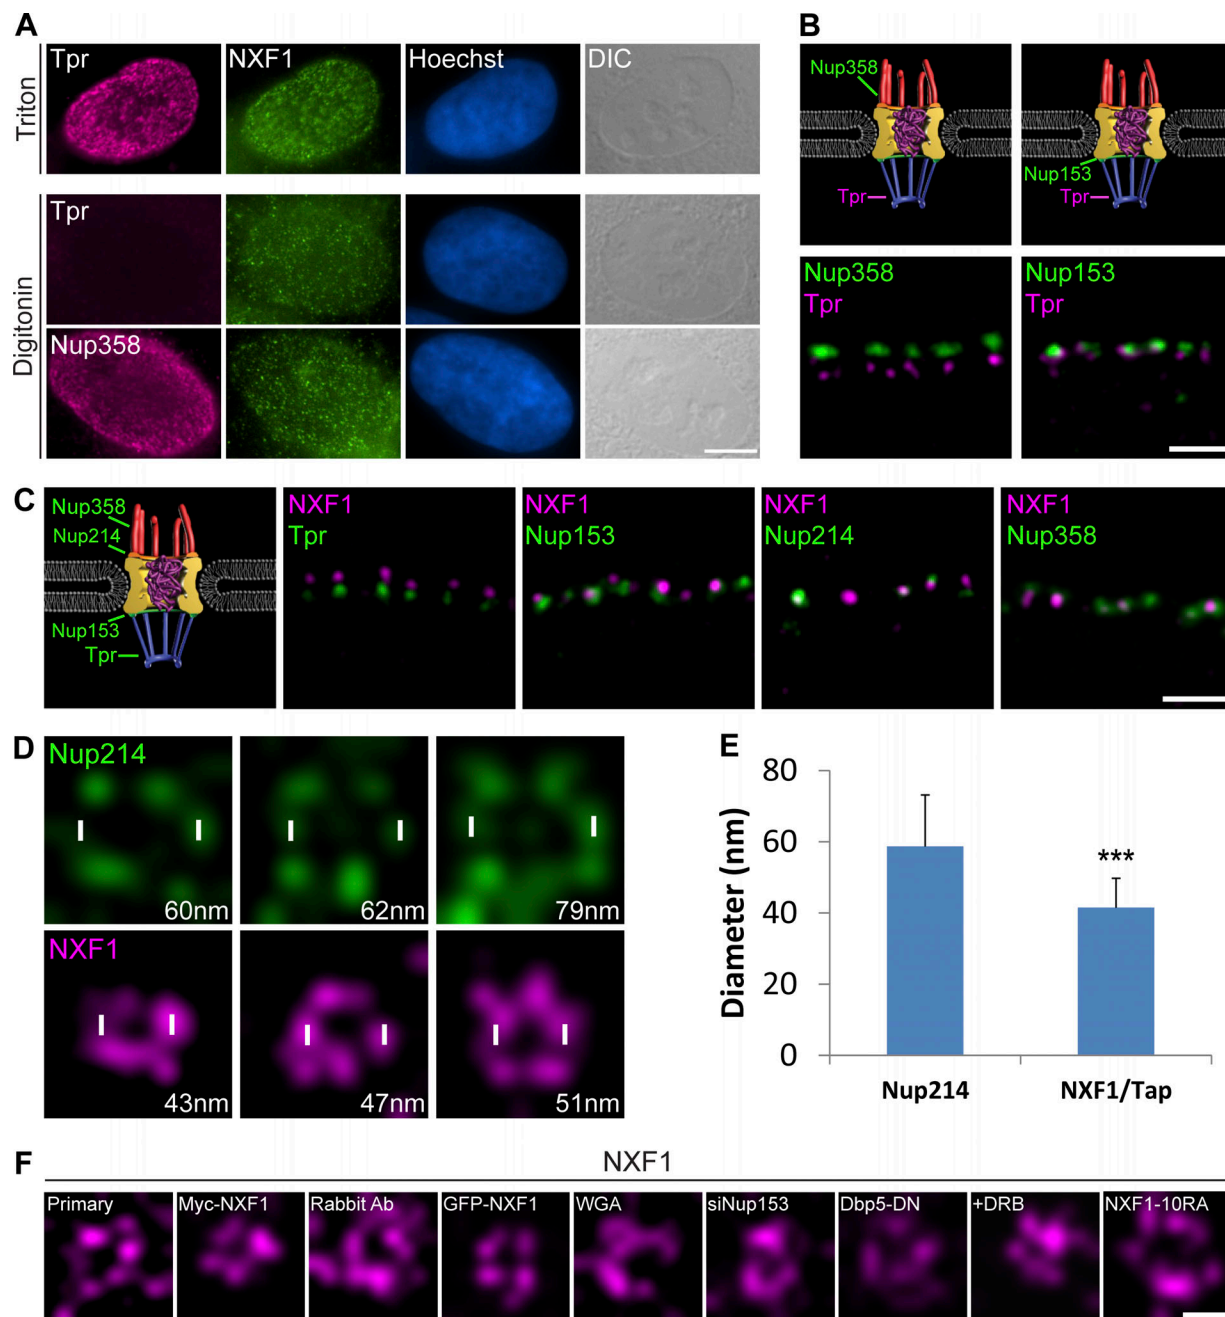 A
Triton
Tpr
NXF1
Hoechst
DIC
Digitonin
Tpr
Nup358
B
Nup358
Tpr
Nup153
Tpr
Nup358
Tpr
Nup153
Tpr
C
Nup358
Nup214
Nup153
Tpr
NXF1
Tpr
NXF1
Nup153
NXF1
Nup214
NXF1
Nup358
D
Nup214
60nm
62nm
79nm
NXF1
43nm
47nm
51nm
E
Diameter (nm)
80
60
40
20
0
***
Nup214
NXF1/Tap
F
NXF1
Primary
Myc-NXF1
Rabbit Ab
GFP-NXF1
WGA
siNup153
Dbp5-DN
+DRB
NXF1-10RA